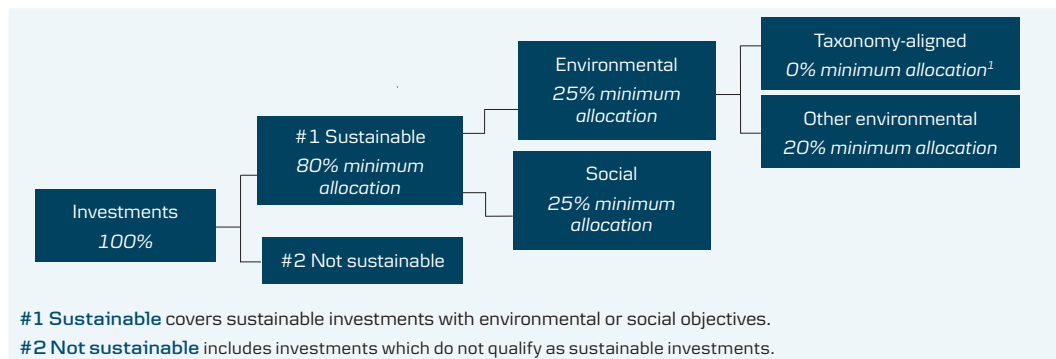 Investments
100%
#1 Sustainable
80% minimum
allocation
#2 Not sustainable
Environmental
25% minimum
allocation
Social
25% minimum
allocation
Taxonomy-aligned
0% minimum allocation¹
Other environmental
20% minimum allocation
#1 Sustainable covers sustainable investments with environmental or social objectives.
#2 Not sustainable includes investments which do not qualify as sustainable investments.